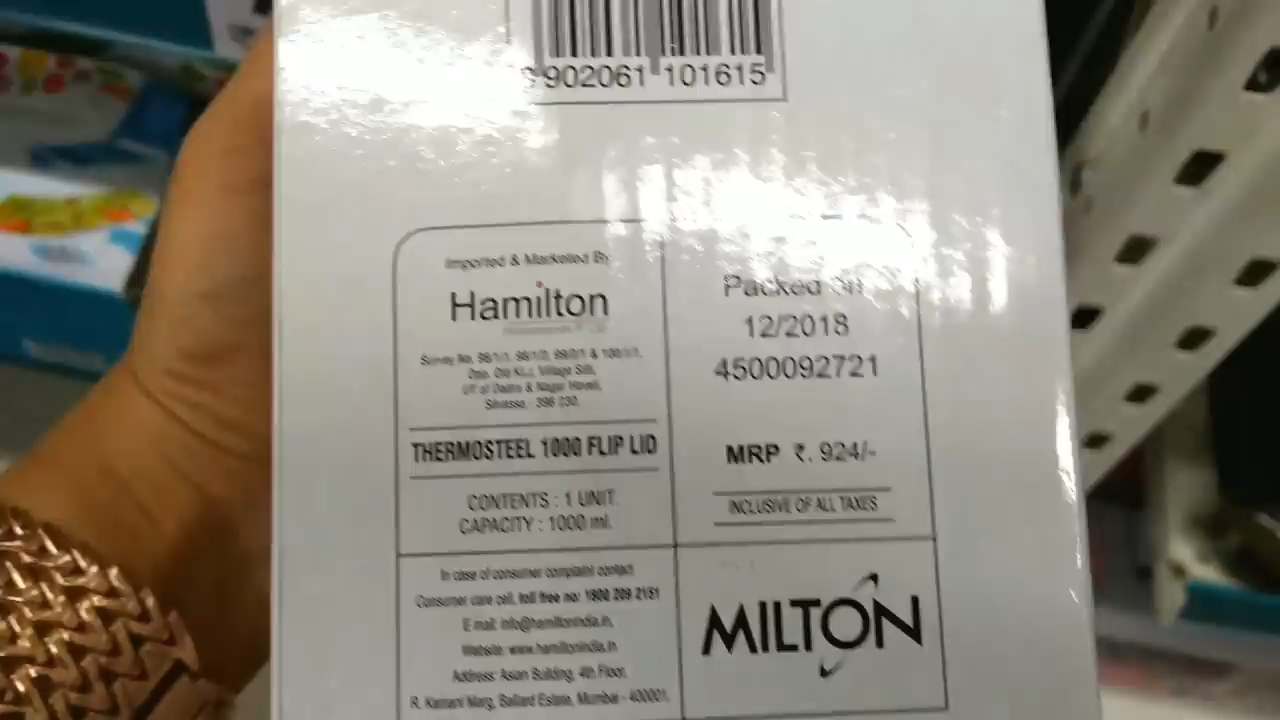 902061 101615
Imported & Marketed By
Hamilton
Packed on
12/2018
4500092721
Silvassa - 396 230.
THERMOSTEEL 1000 FLIP LID
MRP ₹. 924/-
INCLUSIVE OF ALL TAXES
CONTENTS : 1 UNIT.
CAPACITY : 1000 ml.
In case of consumer complaint contact
Consumer care cell, toll free no: 1800 209 2151
E mail: info@hamiltonindia.in,
Website: www.hamiltonindia.in
Address: Asian Building, 4th Floor,
R. Kamani Marg, Ballard Estate, Mumbai - 400001.
MILTON